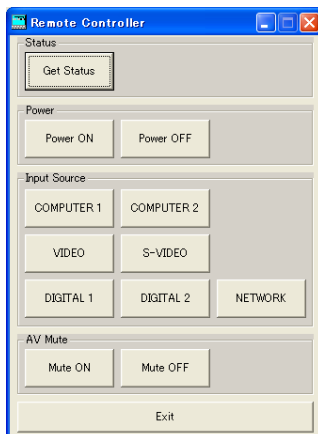 Remote Controller
Status
Get Status
Power
Power ON Power OFF
Input Source
COMPUTER 1 COMPUTER 2
VIDEO S-VIDEO
DIGITAL 1 DIGITAL 2 NETWORK
AV Mute
Mute ON Mute OFF
Exit